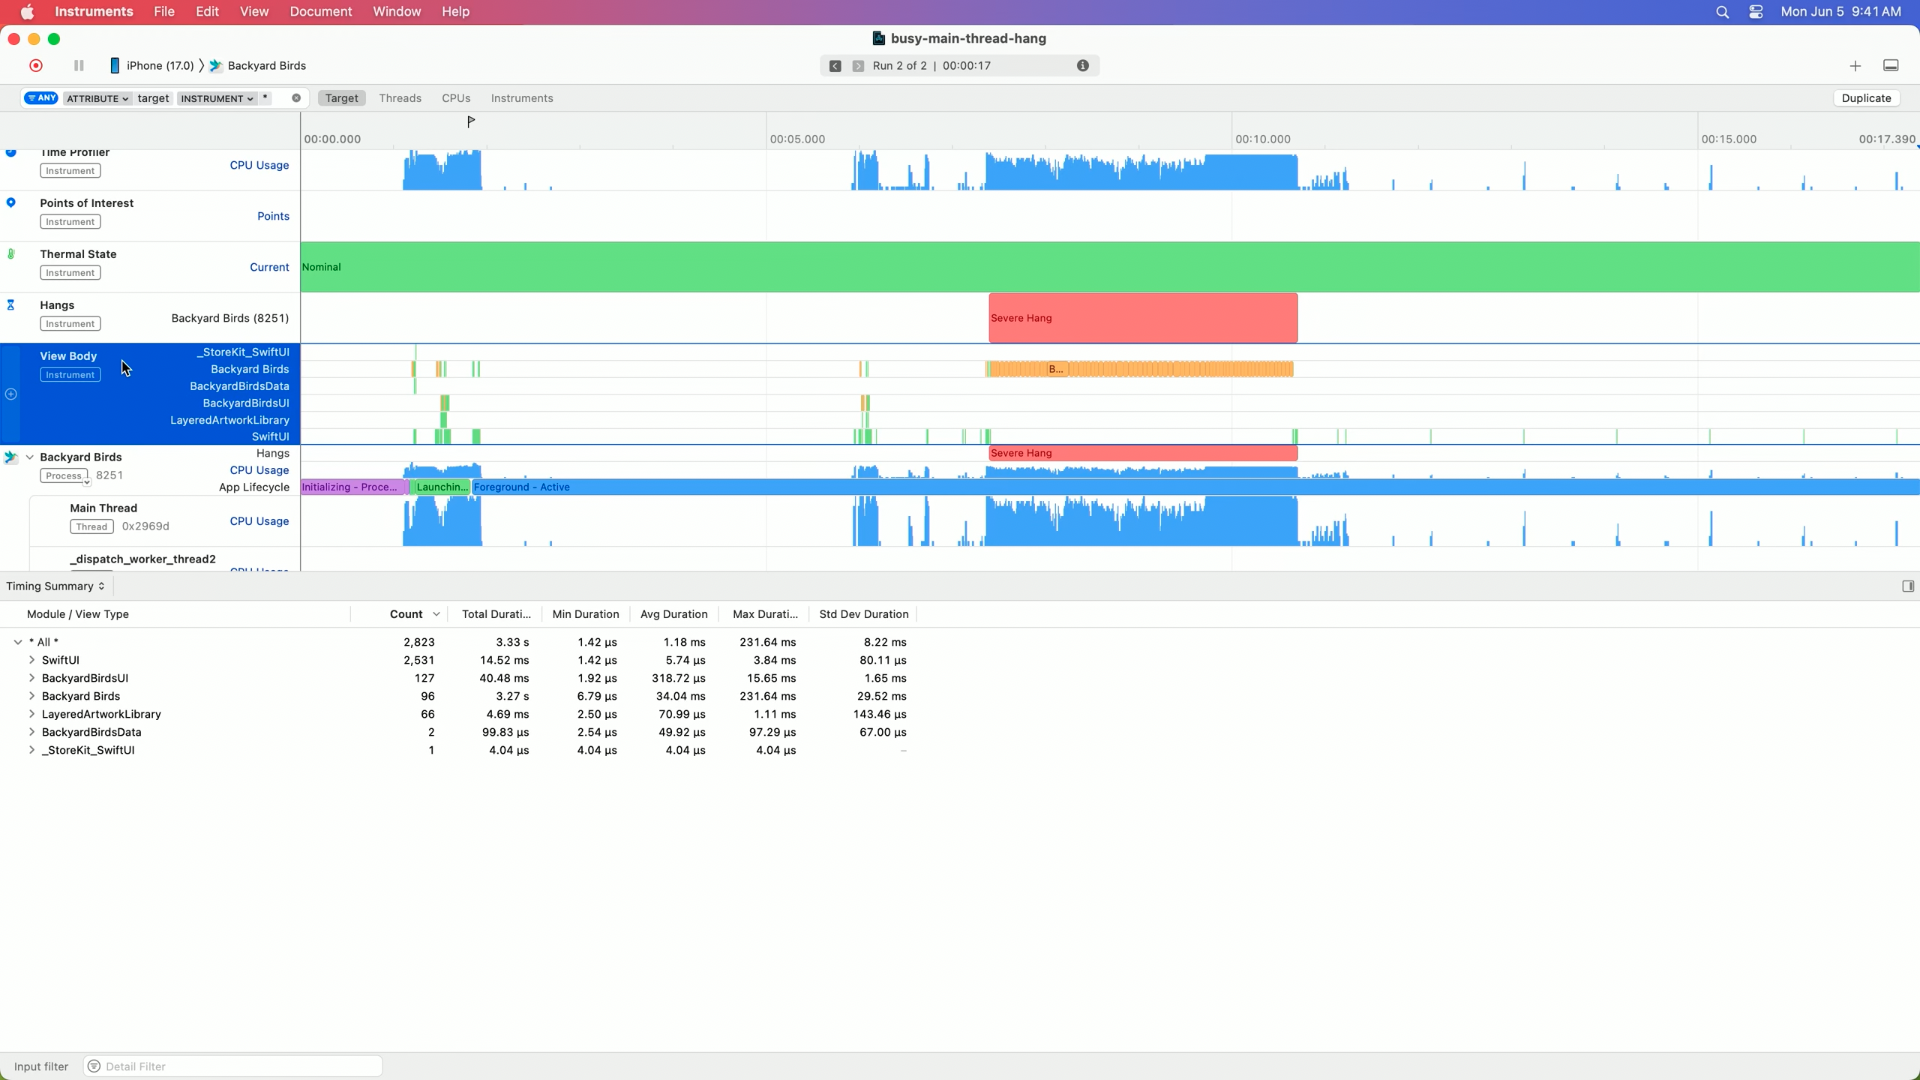 Instruments File Edit View Document Window Help Mon Jun 5 9:41 AM
busy-main-thread-hang
iPhone (17.0) 〉 Backyard Birds Run 2 of 2 | 00:00:17
ANY ATTRIBUTE target INSTRUMENT * Target Threads CPUs Instruments Duplicate
00:00.000 00:05.000 00:10.000 00:15.000 00:17.390
Time Profiler
Instrument
CPU Usage
Points of Interest
Instrument
Points
Thermal State
Instrument
Current
Nominal
Hangs
Instrument
Backyard Birds (8251)
Severe Hang
View Body
Instrument
_StoreKit_SwiftUI
Backyard Birds
B...
BackyardBirdsData
BackyardBirdsUI
LayeredArtworkLibrary
SwiftUI
Backyard Birds
Process 8251
Hangs
Severe Hang
CPU Usage
App Lifecycle
Initializing - Proce... Launchin... Foreground - Active
Main Thread
Thread 0x2969d
CPU Usage
_dispatch_worker_thread2
CPU Usage
Timing Summary
Module / View Type Count Total Durati... Min Duration Avg Duration Max Durati... Std Dev Duration
* All * 2,823 3.33 s 1.42 µs 1.18 ms 231.64 ms 8.22 ms
SwiftUI 2,531 14.52 ms 1.42 µs 5.74 µs 3.84 ms 80.11 µs
BackyardBirdsUI 127 40.48 ms 1.92 µs 318.72 µs 15.65 ms 1.65 ms
Backyard Birds 96 3.27 s 6.79 µs 34.04 ms 231.64 ms 29.52 ms
LayeredArtworkLibrary 66 4.69 ms 2.50 µs 70.99 µs 1.11 ms 143.46 µs
BackyardBirdsData 2 99.83 µs 2.54 µs 49.92 µs 97.29 µs 67.00 µs
_StoreKit_SwiftUI 1 4.04 µs 4.04 µs 4.04 µs 4.04 µs –
Input filter Detail Filter